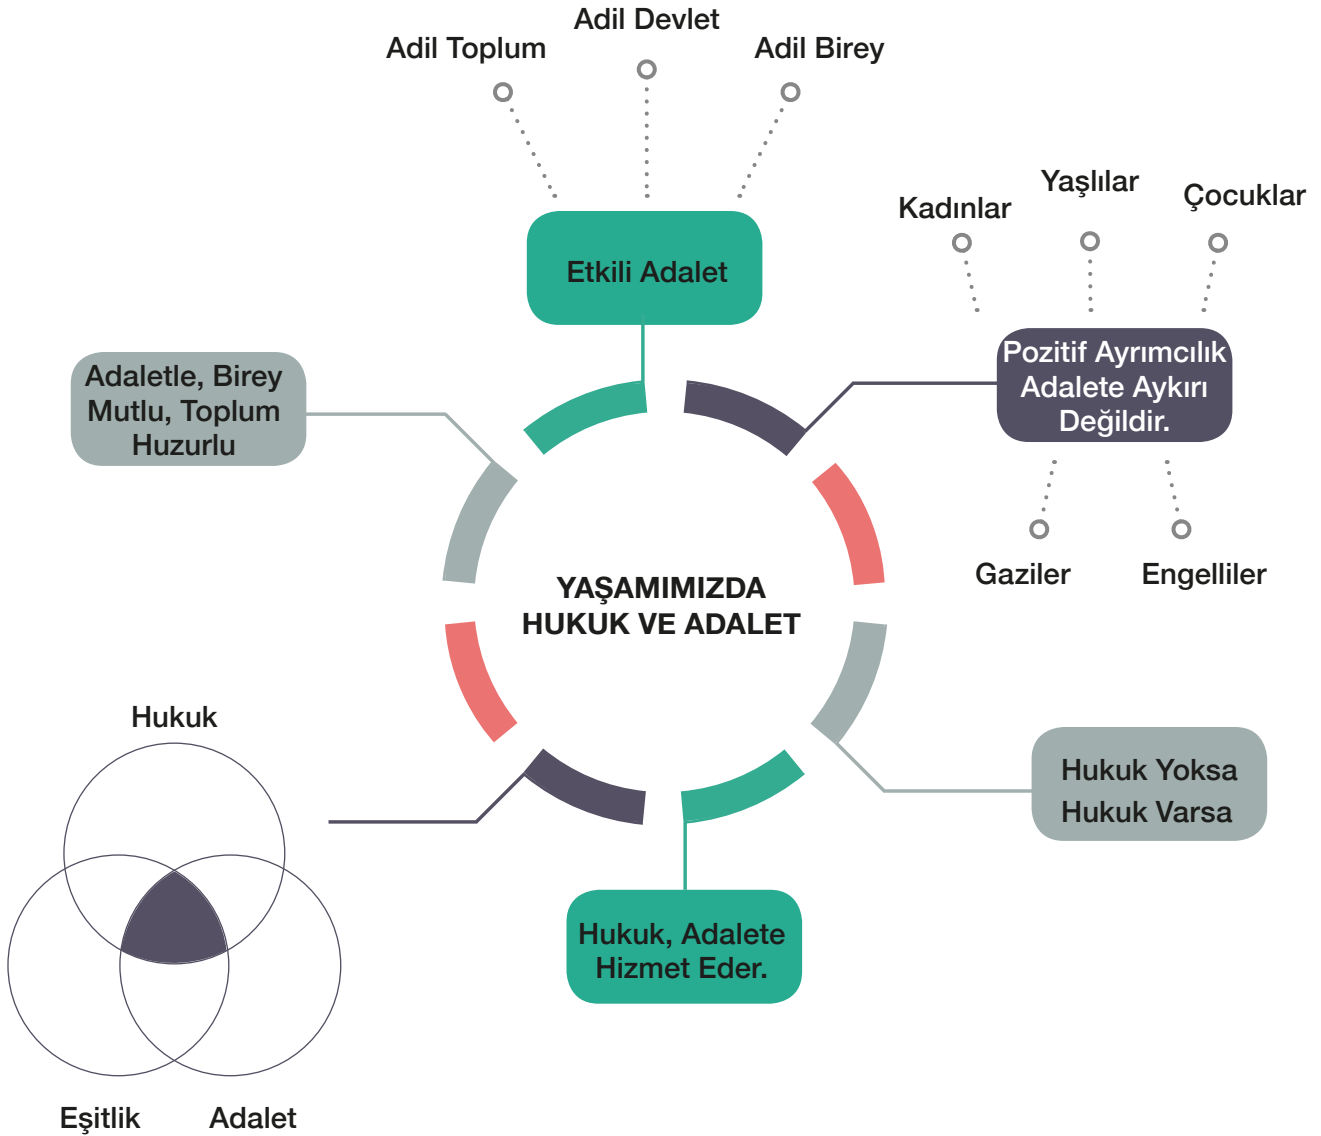 Adil Devlet
Adil Toplum
Adil Birey
Yaşlılar
Kadınlar
Çocuklar
Etkili Adalet
Pozitif Ayrımcılık
Adalete Aykırı
Değildir.
Adaletle, Birey
Mutlu, Toplum
Huzurlu
Gaziler
Engelliler
YAŞAMIMIZDA
HUKUK VE ADALET
Hukuk
Hukuk Yoksa
Hukuk Varsa
Hukuk, Adalete
Hizmet Eder.
Eşitlik
Adalet